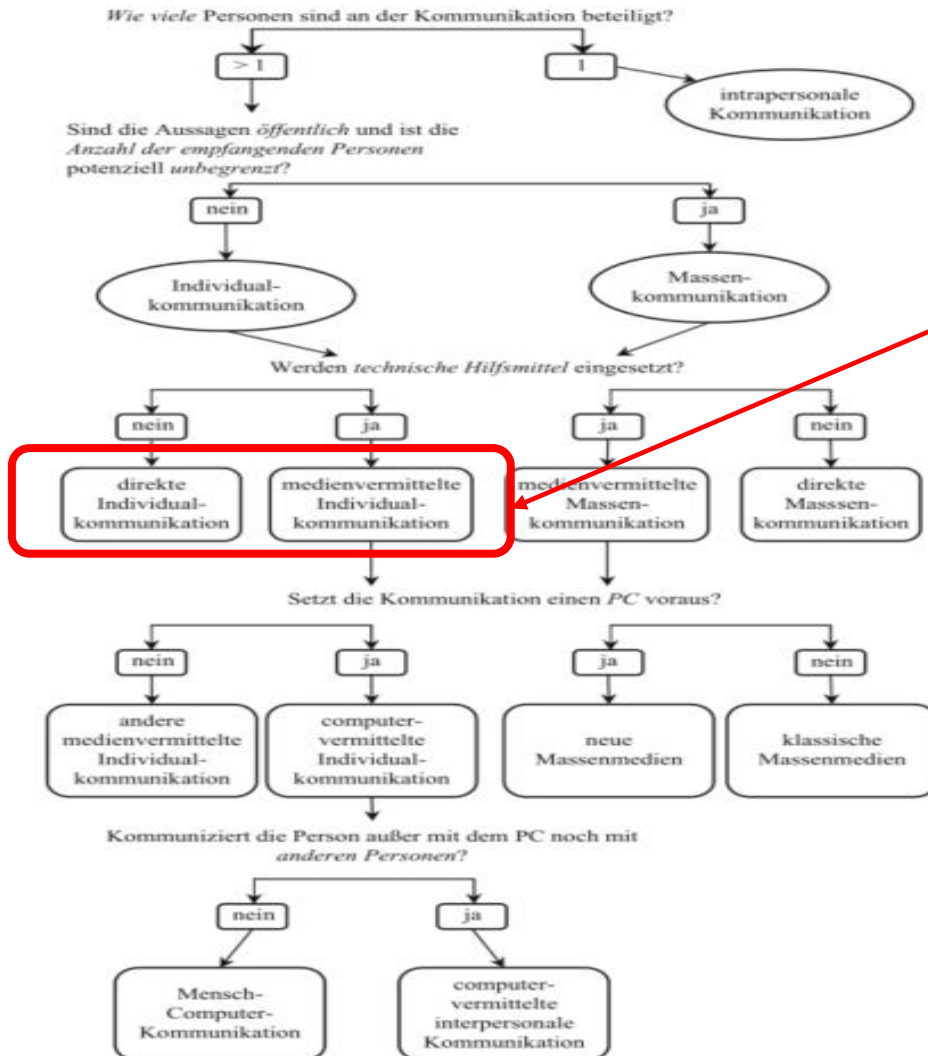 Wie viele Personen sind an der Kommunikation beteiligt?
> 1
1
intrapersonale
Kommunikation
Sind die Aussagen öffentlich und ist die
Anzahl der empfangenden Personen
potenziell unbegrenzt?
nein
ja
Individual-
kommunikation
Massen-
kommunikation
Werden technische Hilfsmittel eingesetzt?
nein
ja
ja
nein
direkte
Individual-
kommunikation
medienvermittelte
Individual-
kommunikation
medienvermittelte
Massen-
kommunikation
direkte
Masssen-
kommunikation
Setzt die Kommunikation einen PC voraus?
nein
ja
ja
nein
andere
medienvermittelte
Individual-
kommunikation
computer-
vermittelte
Individual-
kommunikation
neue
Massenmedien
klassische
Massenmedien
Kommuniziert die Person außer mit dem PC noch mit
anderen Personen?
nein
ja
Mensch-
Computer-
Kommunikation
computer-
vermittelte
interpersonale
Kommunikation